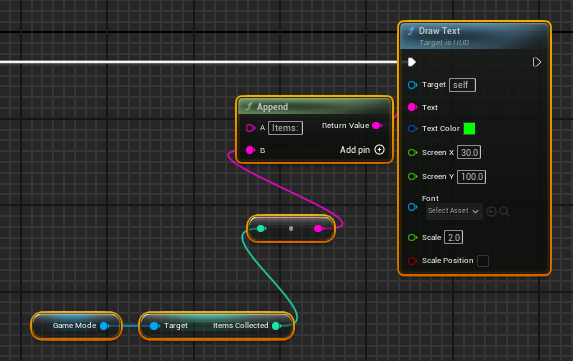 Draw Text
Target is HUD
Target self
Text
Text Color
Screen X 30.0
Screen Y 100.0
Font
Select Asset
Scale 2.0
Scale Position
Append
A Items: Return Value
B Add pin
Game Mode
Target Items Collected